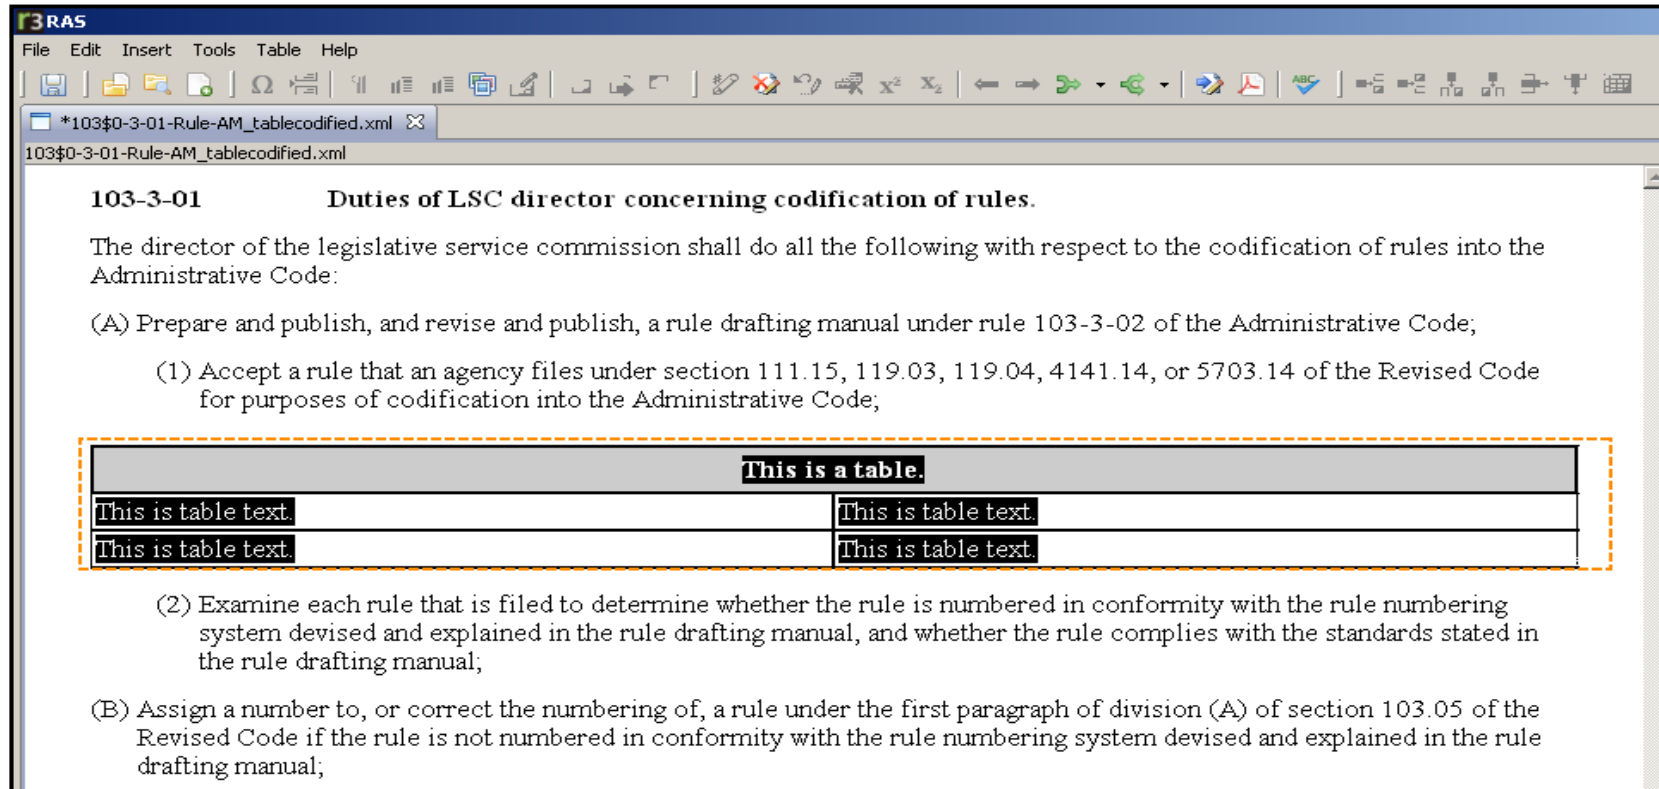 r3 RAS
File Edit Insert Tools Table Help
*103$0-3-01-Rule-AM_tablecodified.xml
103$0-3-01-Rule-AM_tablecodified.xml
103-3-01 Duties of LSC director concerning codification of rules.
The director of the legislative service commission shall do all the following with respect to the codification of rules into the
Administrative Code:
(A) Prepare and publish, and revise and publish, a rule drafting manual under rule 103-3-02 of the Administrative Code;
(1) Accept a rule that an agency files under section 111.15, 119.03, 119.04, 4141.14, or 5703.14 of the Revised Code
for purposes of codification into the Administrative Code;
This is a table.
This is table text. This is table text.
This is table text. This is table text.
(2) Examine each rule that is filed to determine whether the rule is numbered in conformity with the rule numbering
system devised and explained in the rule drafting manual, and whether the rule complies with the standards stated in
the rule drafting manual;
(B) Assign a number to, or correct the numbering of, a rule under the first paragraph of division (A) of section 103.05 of the
Revised Code if the rule is not numbered in conformity with the rule numbering system devised and explained in the rule
drafting manual;